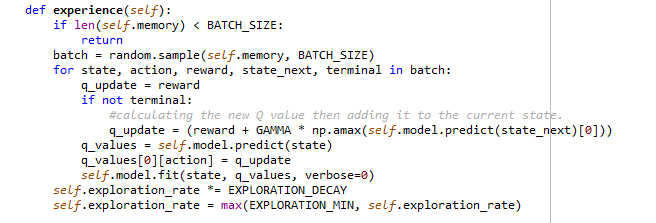 def experience(self):
    if len(self.memory) < BATCH_SIZE:
        return
    batch = random.sample(self.memory, BATCH_SIZE)
    for state, action, reward, state_next, terminal in batch:
        q_update = reward
        if not terminal:
            #calculating the new Q value then adding it to the current state.
            q_update = (reward + GAMMA * np.amax(self.model.predict(state_next)[0]))
        q_values = self.model.predict(state)
        q_values[0][action] = q_update
        self.model.fit(state, q_values, verbose=0)
    self.exploration_rate *= EXPLORATION_DECAY
    self.exploration_rate = max(EXPLORATION_MIN, self.exploration_rate)